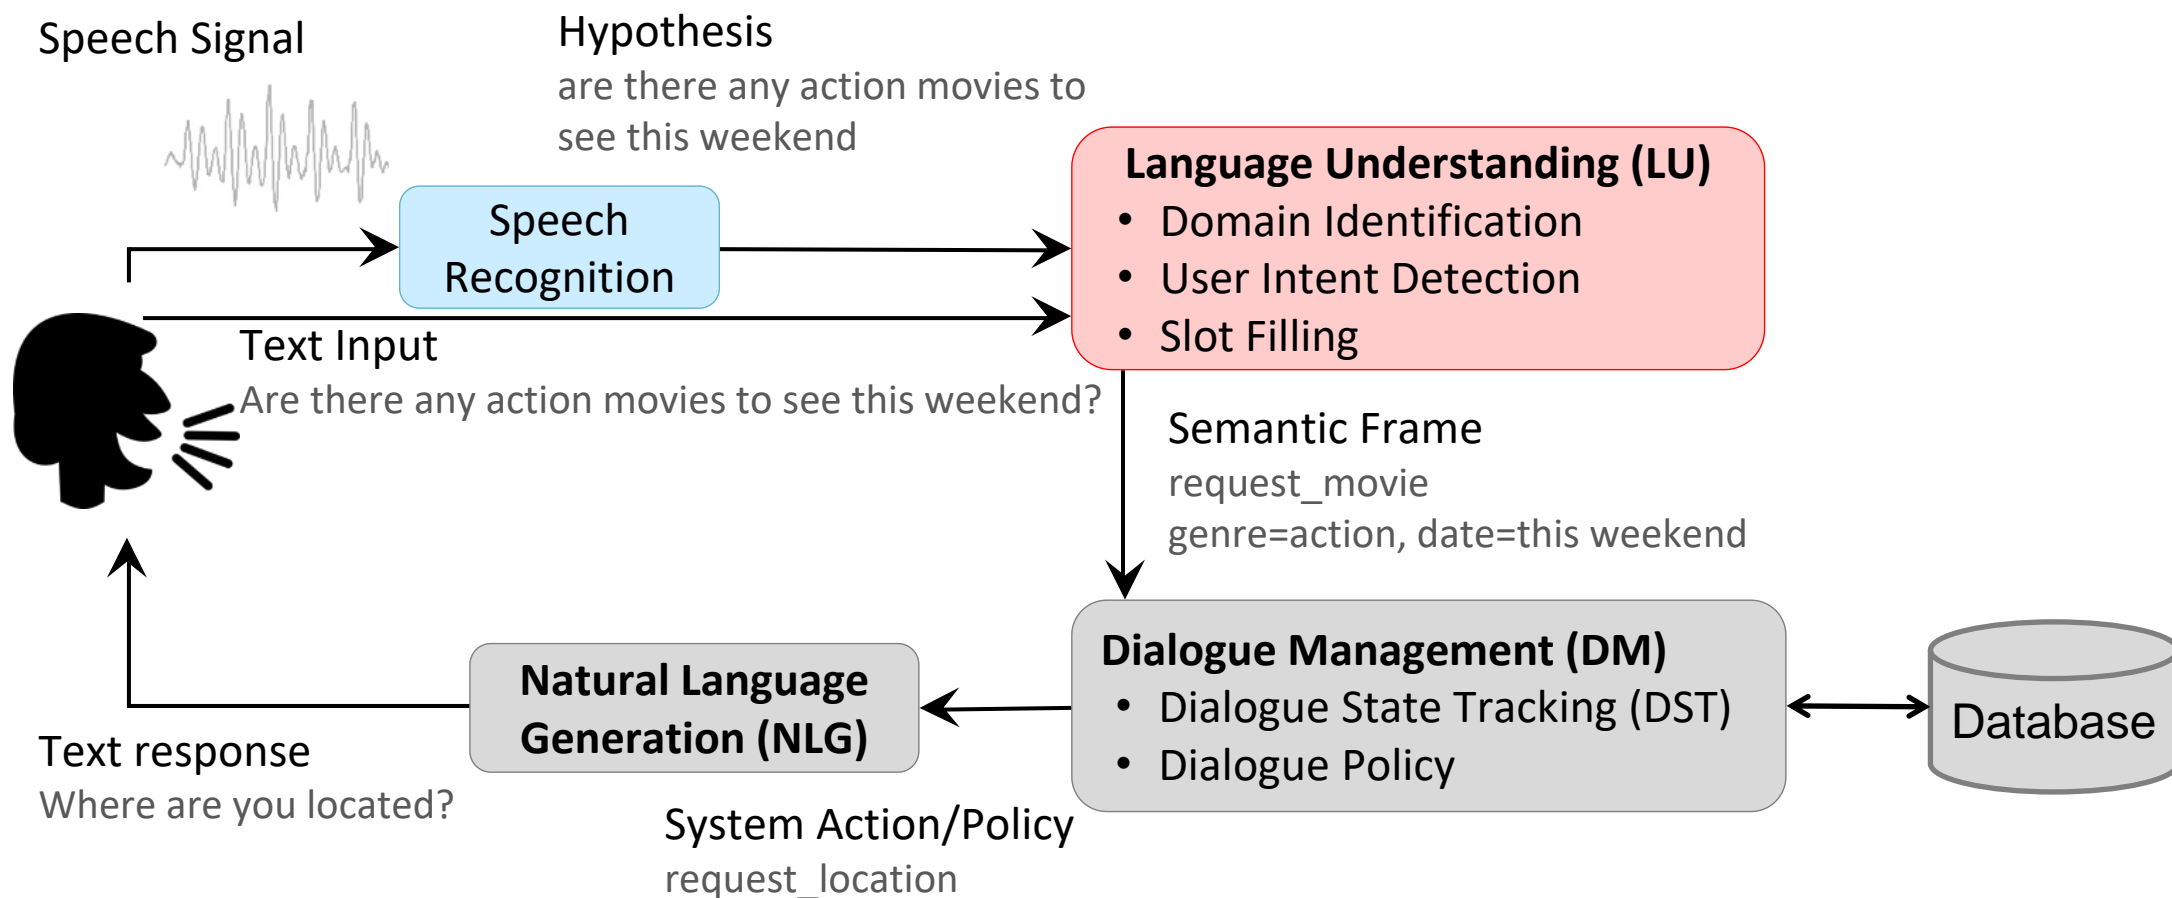 Speech Signal
Hypothesis
are there any action movies to
see this weekend
Speech
Recognition
Text Input
Are there any action movies to see this weekend?
Language Understanding (LU)
• Domain Identification
• User Intent Detection
• Slot Filling
Semantic Frame
request_movie
genre=action, date=this weekend
Dialogue Management (DM)
• Dialogue State Tracking (DST)
• Dialogue Policy
Database
Natural Language
Generation (NLG)
System Action/Policy
request_location
Text response
Where are you located?